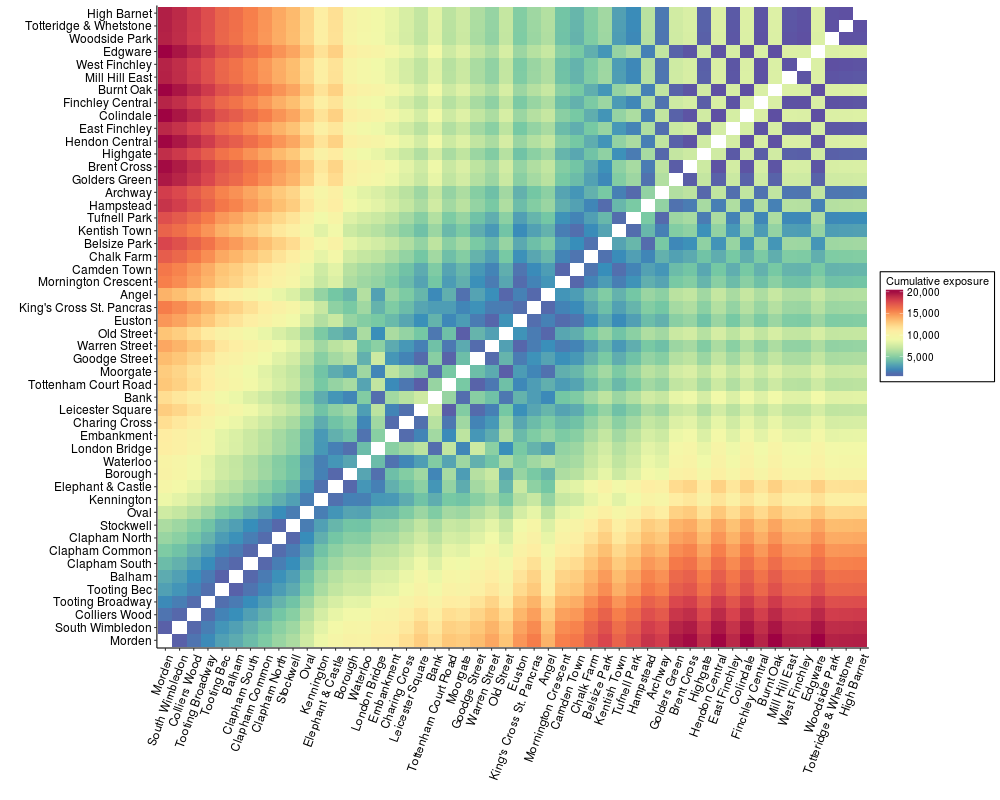 High Barnet
Totteridge & Whetstone
Woodside Park
Edgware
West Finchley
Mill Hill East
Burnt Oak
Finchley Central
Colindale
East Finchley
Hendon Central
Highgate
Brent Cross
Golders Green
Archway
Hampstead
Tufnell Park
Kentish Town
Belsize Park
Chalk Farm
Camden Town
Mornington Crescent
Angel
King's Cross St. Pancras
Euston
Old Street
Warren Street
Goodge Street
Moorgate
Tottenham Court Road
Bank
Leicester Square
Charing Cross
Embankment
London Bridge
Waterloo
Borough
Elephant & Castle
Kennington
Oval
Stockwell
Clapham North
Clapham Common
Clapham South
Balham
Tooting Bec
Tooting Broadway
Colliers Wood
South Wimbledon
Morden
Morden
South Wimbledon
Colliers Wood
Tooting Broadway
Tooting Bec
Balham
Clapham South
Clapham Common
Clapham North
Stockwell
Oval
Kennington
Elephant & Castle
Borough
Waterloo
London Bridge
Embankment
Charing Cross
Leicester Square
Bank
Tottenham Court Road
Moorgate
Goodge Street
Warren Street
Old Street
Euston
King's Cross St. Pancras
Angel
Mornington Crescent
Camden Town
Chalk Farm
Belsize Park
Kentish Town
Tufnell Park
Hampstead
Archway
Golders Green
Brent Cross
Highgate
Hendon Central
East Finchley
Colindale
Finchley Central
Burnt Oak
Mill Hill East
West Finchley
Edgware
Woodside Park
Totteridge & Whetstone
High Barnet
Cumulative exposure
20,000
15,000
10,000
5,000